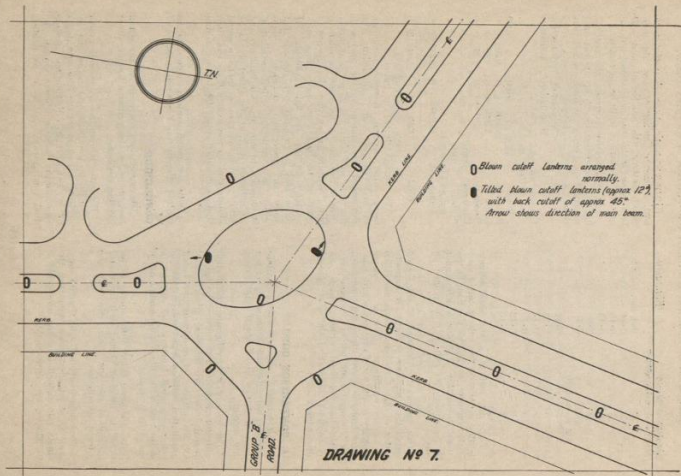 Blown cutoff lanterns arranged
normally.
Tilted blown cutoff lanterns (approx 12°),
with back cutoff of approx 45°.
Arrow shows direction of main beam.
KERB LINE.
BUILDING LINE.
KERB.
BUILDING LINE.
KERB.
BUILDING LINE.
GROUP "B"
ROAD.
DRAWING Nº 7.